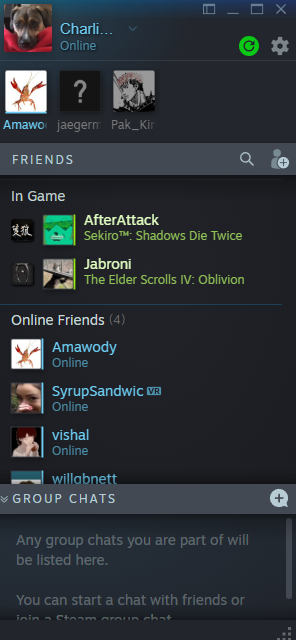 Charli...
Online
Amawo
jaegern
Pak_Kir
FRIENDS
In Game
AfterAttack
Sekiro™: Shadows Die Twice
Jabroni
The Elder Scrolls IV: Oblivion
Online Friends (4)
Amawody
Online
SyrupSandwic VR
Online
vishal
Online
willabnett
GROUP CHATS
Any group chats you are part of will
be listed here.
You can start a chat with friends or
join a Steam group chat